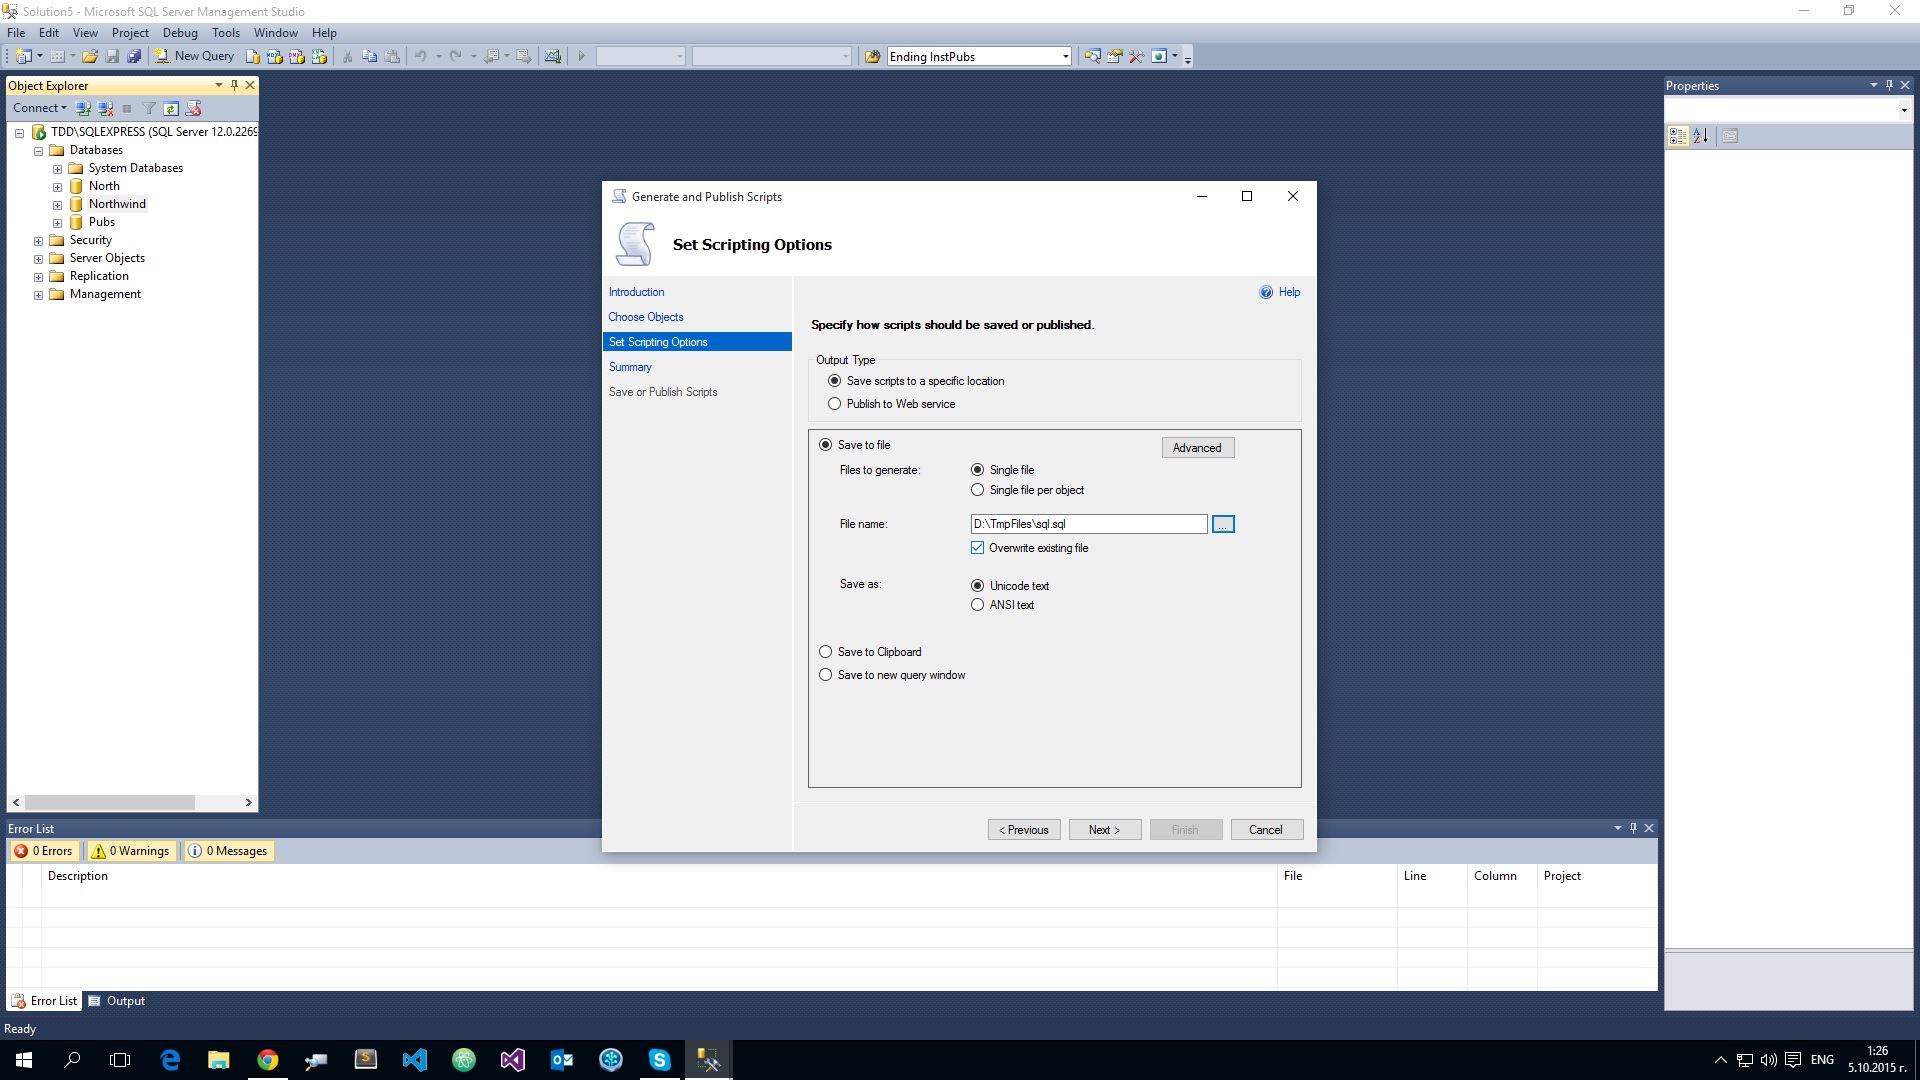 Solution5 - Microsoft SQL Server Management Studio
File Edit View Project Debug Tools Window Help
New Query
Ending InstPubs
Object Explorer
Connect
TDD\SQLEXPRESS (SQL Server 12.0.2269
Databases
System Databases
North
Northwind
Pubs
Security
Server Objects
Replication
Management
Properties
Generate and Publish Scripts
Set Scripting Options
Introduction
Choose Objects
Set Scripting Options
Summary
Save or Publish Scripts
Help
Specify how scripts should be saved or published.
Output Type
Save scripts to a specific location
Publish to Web service
Save to file
Advanced
Files to generate:
Single file
Single file per object
File name:
D:\TmpFiles\sql.sql
...
Overwrite existing file
Save as:
Unicode text
ANSI text
Save to Clipboard
Save to new query window
< Previous
Next >
Finish
Cancel
Error List
0 Errors
0 Warnings
0 Messages
Description File Line Column Project
Error List
Output
Ready
ENG
1:26
5.10.2015 г.